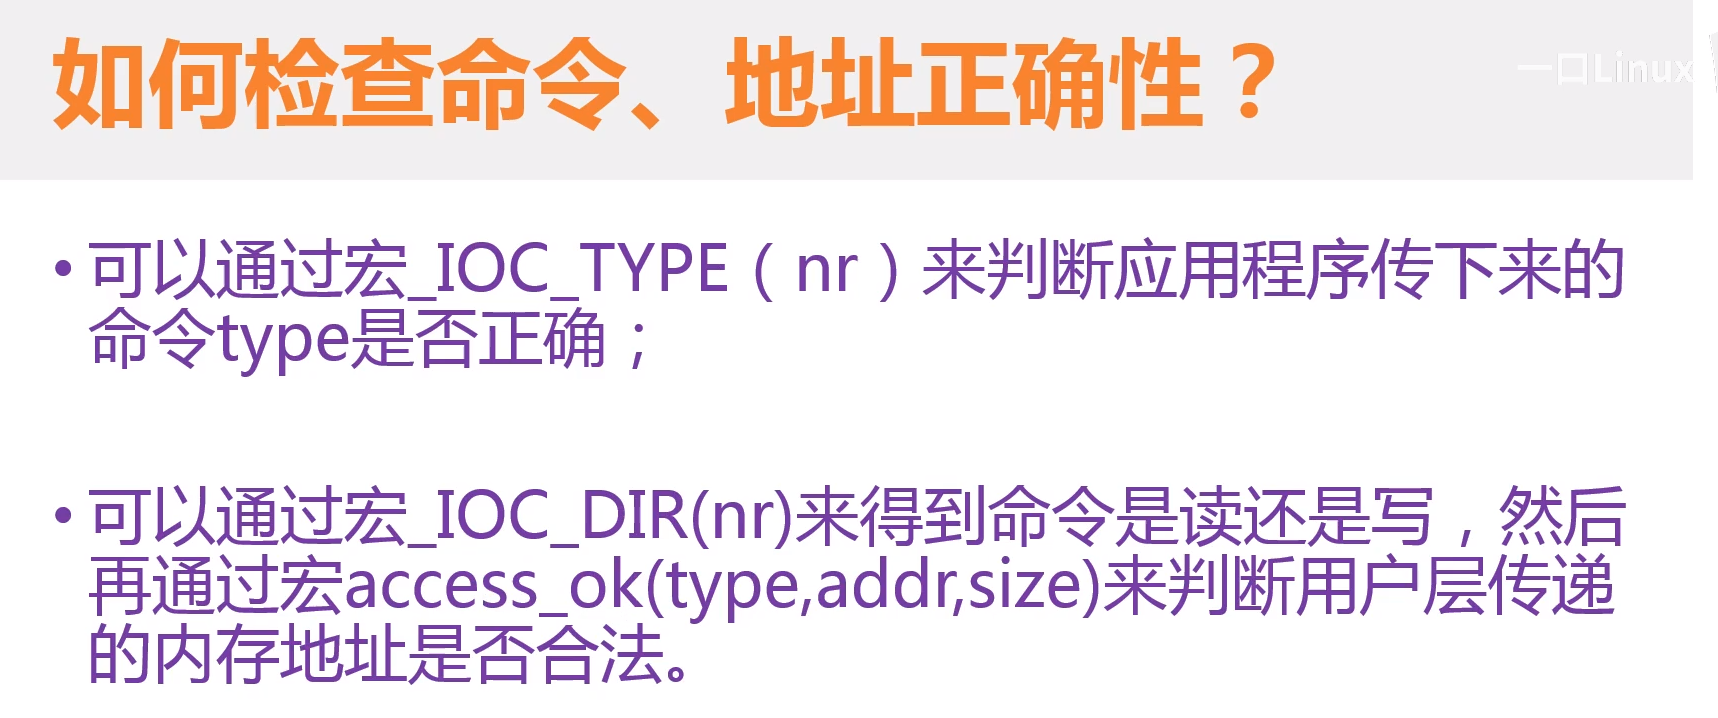 如何检查命令、地址正确性？
一口Linux
•可以通过宏_IOC_TYPE（nr）来判断应用程序传下来的
命令type是否正确；
•可以通过宏_IOC_DIR(nr)来得到命令是读还是写，然后
再通过宏access_ok(type,addr,size)来判断用户层传递
的内存地址是否合法。